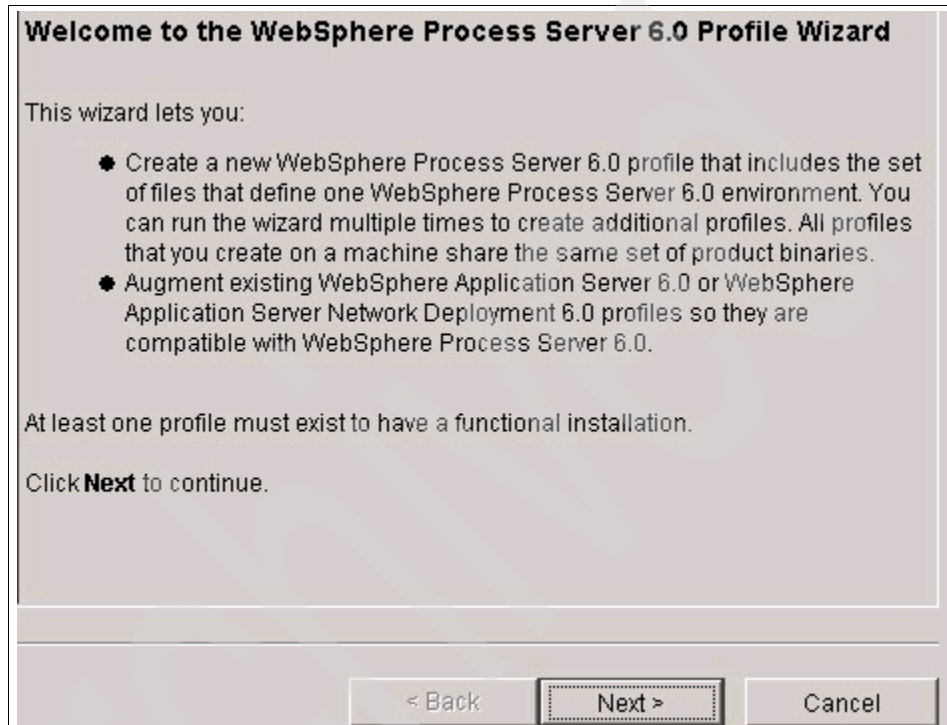 Welcome to the WebSphere Process Server 6.0 Profile Wizard
This wizard lets you:
● Create a new WebSphere Process Server 6.0 profile that includes the set
of files that define one WebSphere Process Server 6.0 environment. You
can run the wizard multiple times to create additional profiles. All profiles
that you create on a machine share the same set of product binaries.
● Augment existing WebSphere Application Server 6.0 or WebSphere
Application Server Network Deployment 6.0 profiles so they are
compatible with WebSphere Process Server 6.0.
At least one profile must exist to have a functional installation.
Click Next to continue.
< Back Next > Cancel